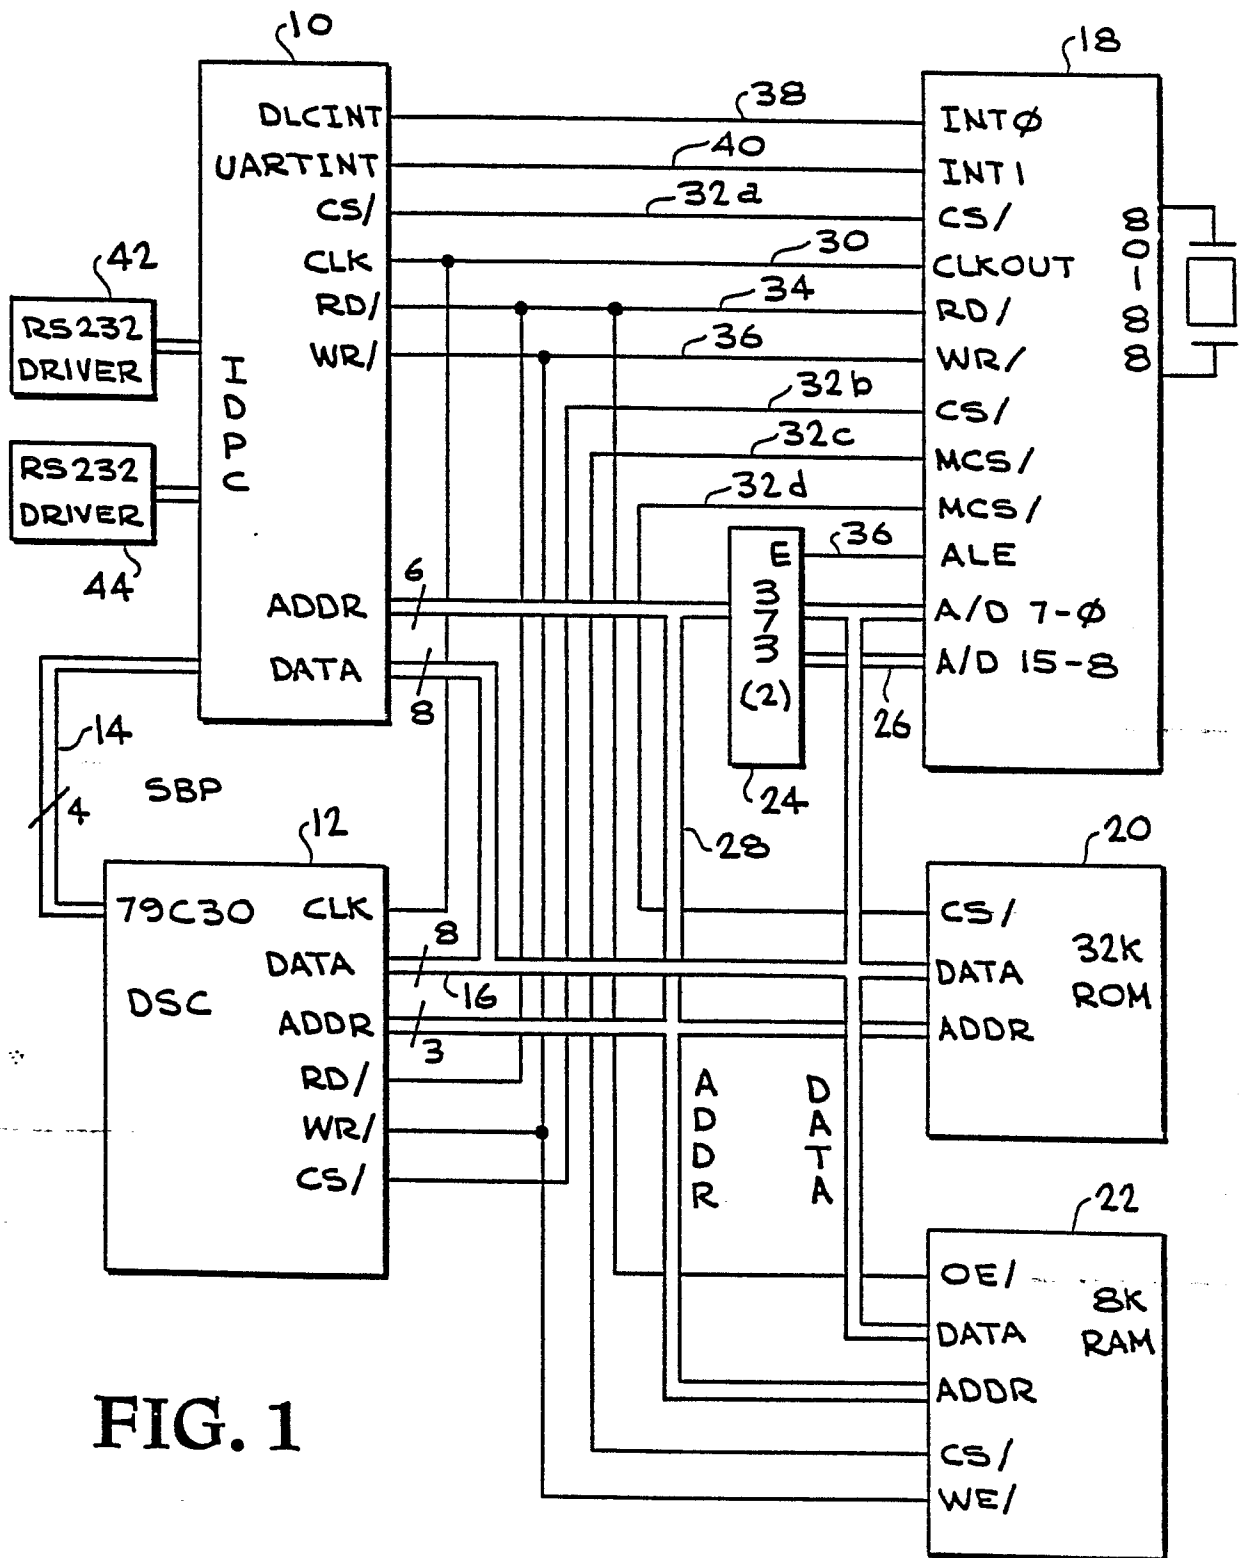 10
18
DLCINT
38
INTØ
UARTINT
40
INT1
CS/
32a
CS/
CLK
30
CLKOUT
RD/
34
RD/
WR/
36
WR/
80188
42
RS232
DRIVER
IDPC
32b
CS/
32c
MCS/
RS232
DRIVER
44
32d
MCS/
E
36
ALE
ADDR
6
373
(2)
A/D 7-Ø
DATA
8
A/D 15-8
26
24
14
4
SBP
28
12
20
79C30
CLK
CS/
DATA
8
16
DATA
32K
ROM
DSC
ADDR
3
ADDR
RD/
WR/
CS/
ADDR
DATA
22
OE/
8K
RAM
DATA
ADDR
CS/
WE/
FIG. 1